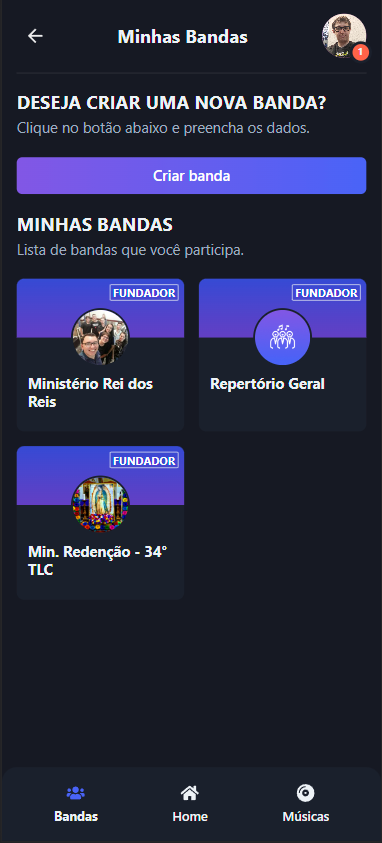 Minhas Bandas
1
DESEJA CRIAR UMA NOVA BANDA?
Clique no botão abaixo e preencha os dados.
Criar banda
MINHAS BANDAS
Lista de bandas que você participa.
FUNDADOR
Ministério Rei dos
Reis
FUNDADOR
Repertório Geral
FUNDADOR
Min. Redenção - 34°
TLC
Bandas
Home
Músicas